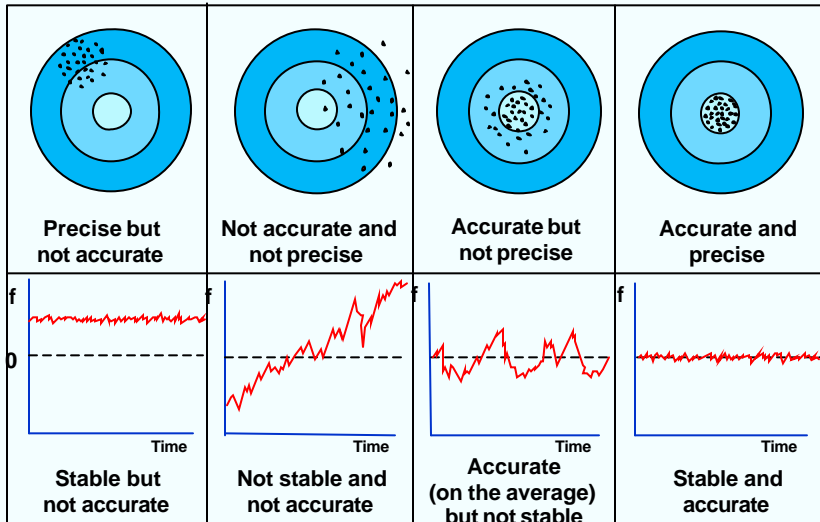 Precise but
not accurate
Not accurate and
not precise
Accurate but
not precise
Accurate and
precise
f
0
Time
Stable but
not accurate
f
Time
Not stable and
not accurate
f
Time
Accurate
(on the average)
but not stable
f
Time
Stable and
accurate